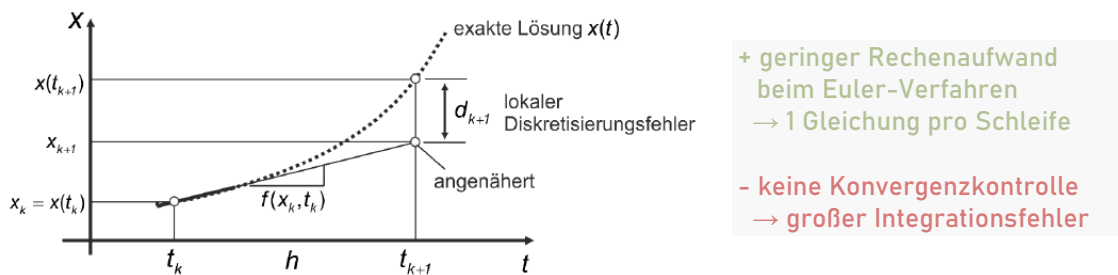 x
exakte Lösung x(t)
x(t_{k+1})
d_{k+1}
lokaler
Diskretisierungsfehler
x_{k+1}
angenähert
f(x_k,t_k)
x_k = x(t_k)
t_k
h
t_{k+1}
t
+ geringer Rechenaufwand
beim Euler-Verfahren
→ 1 Gleichung pro Schleife
- keine Konvergenzkontrolle
→ großer Integrationsfehler